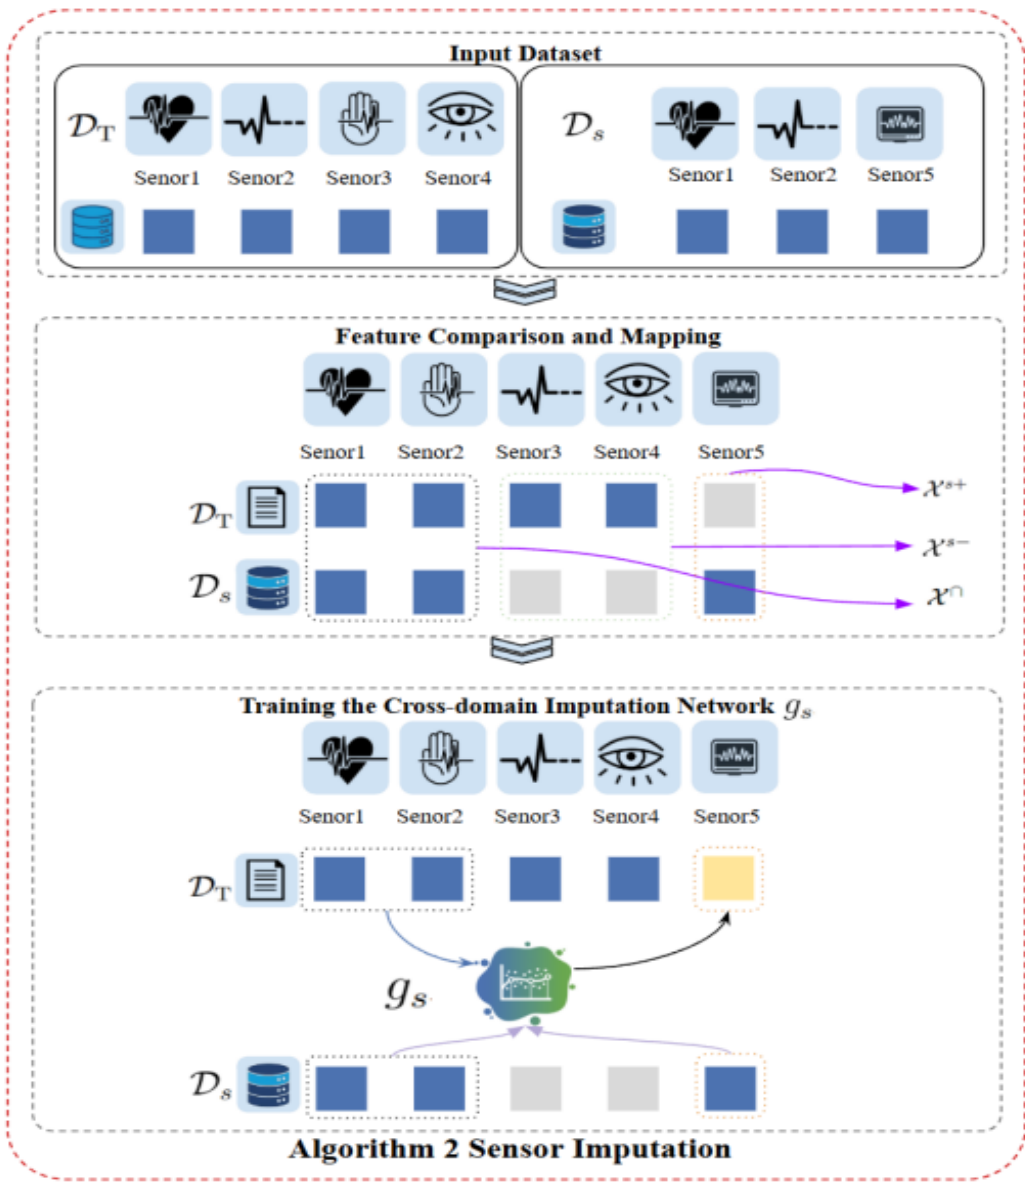 Input Dataset
𝒟T
Senor1 Senor2 Senor3 Senor4
𝒟s
Senor1 Senor2 Senor5
Feature Comparison and Mapping
Senor1 Senor2 Senor3 Senor4 Senor5
𝒟T
𝒳s+
𝒳s−
𝒟s
𝒳∩
Training the Cross-domain Imputation Network gs
Senor1 Senor2 Senor3 Senor4 Senor5
𝒟T
gs
𝒟s
Algorithm 2 Sensor Imputation